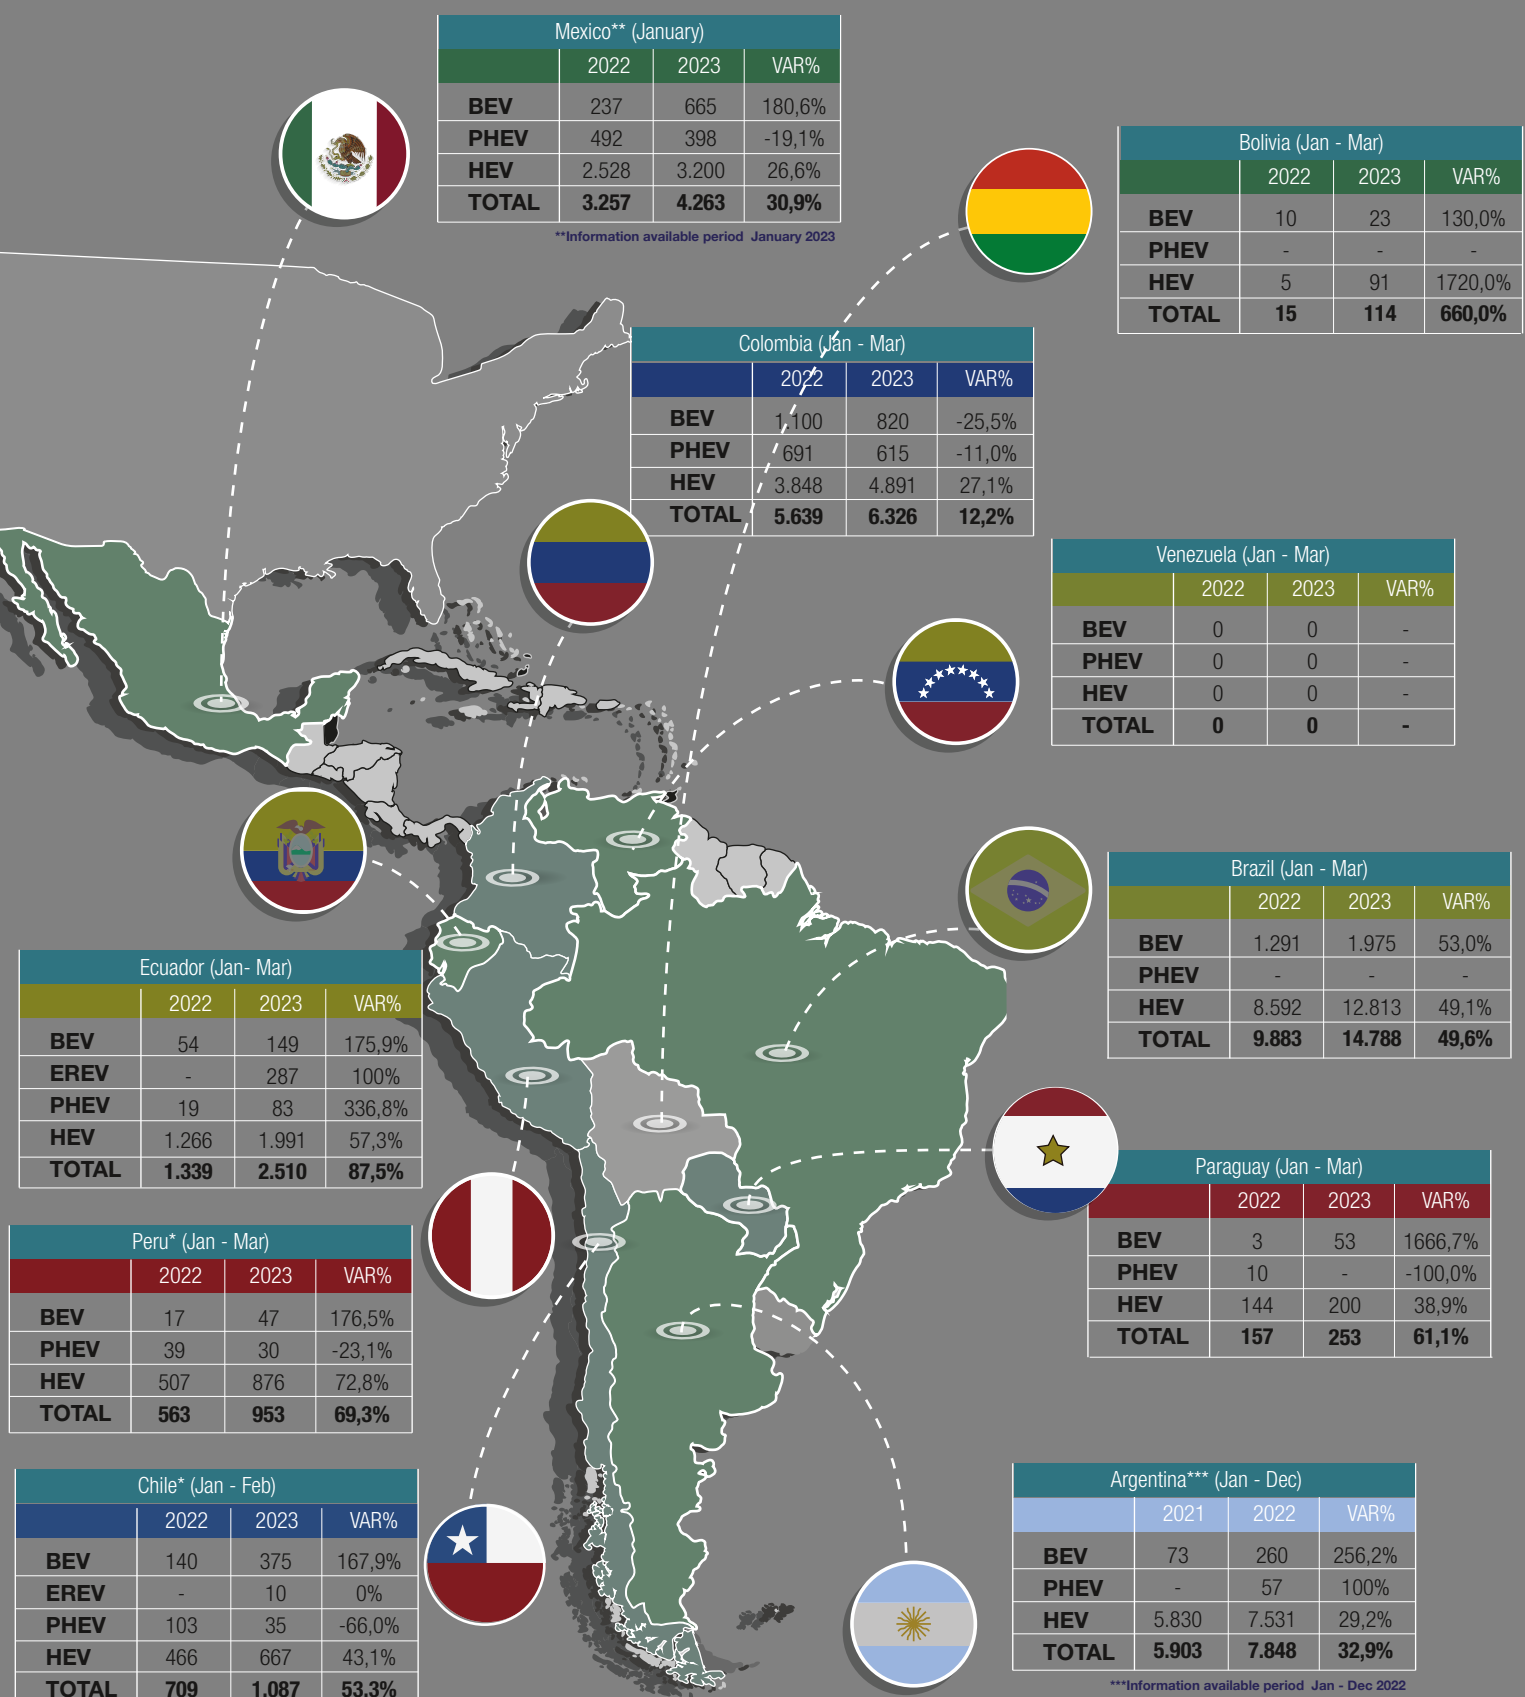 Mexico** (January)
2022 2023 VAR%
BEV 237 665 180,6%
PHEV 492 398 -19,1%
HEV 2.528 3.200 26,6%
TOTAL 3.257 4.263 30,9%
**Information available period January 2023
Bolivia (Jan - Mar)
2022 2023 VAR%
BEV 10 23 130,0%
PHEV - - -
HEV 5 91 1720,0%
TOTAL 15 114 660,0%
Colombia (Jan - Mar)
2022 2023 VAR%
BEV 1.100 820 -25,5%
PHEV 691 615 -11,0%
HEV 3.848 4.891 27,1%
TOTAL 5.639 6.326 12,2%
Venezuela (Jan - Mar)
2022 2023 VAR%
BEV 0 0 -
PHEV 0 0 -
HEV 0 0 -
TOTAL 0 0 -
Brazil (Jan - Mar)
2022 2023 VAR%
BEV 1.291 1.975 53,0%
PHEV - - -
HEV 8.592 12.813 49,1%
TOTAL 9.883 14.788 49,6%
Ecuador (Jan- Mar)
2022 2023 VAR%
BEV 54 149 175,9%
EREV - 287 100%
PHEV 19 83 336,8%
HEV 1.266 1.991 57,3%
TOTAL 1.339 2.510 87,5%
Paraguay (Jan - Mar)
2022 2023 VAR%
BEV 3 53 1666,7%
PHEV 10 - -100,0%
HEV 144 200 38,9%
TOTAL 157 253 61,1%
Peru* (Jan - Mar)
2022 2023 VAR%
BEV 17 47 176,5%
PHEV 39 30 -23,1%
HEV 507 876 72,8%
TOTAL 563 953 69,3%
Chile* (Jan - Feb)
2022 2023 VAR%
BEV 140 375 167,9%
EREV - 10 0%
PHEV 103 35 -66,0%
HEV 466 667 43,1%
TOTAL 709 1.087 53,3%
Argentina*** (Jan - Dec)
2021 2022 VAR%
BEV 73 260 256,2%
PHEV - 57 100%
HEV 5.830 7.531 29,2%
TOTAL 5.903 7.848 32,9%
***Information available period Jan - Dec 2022